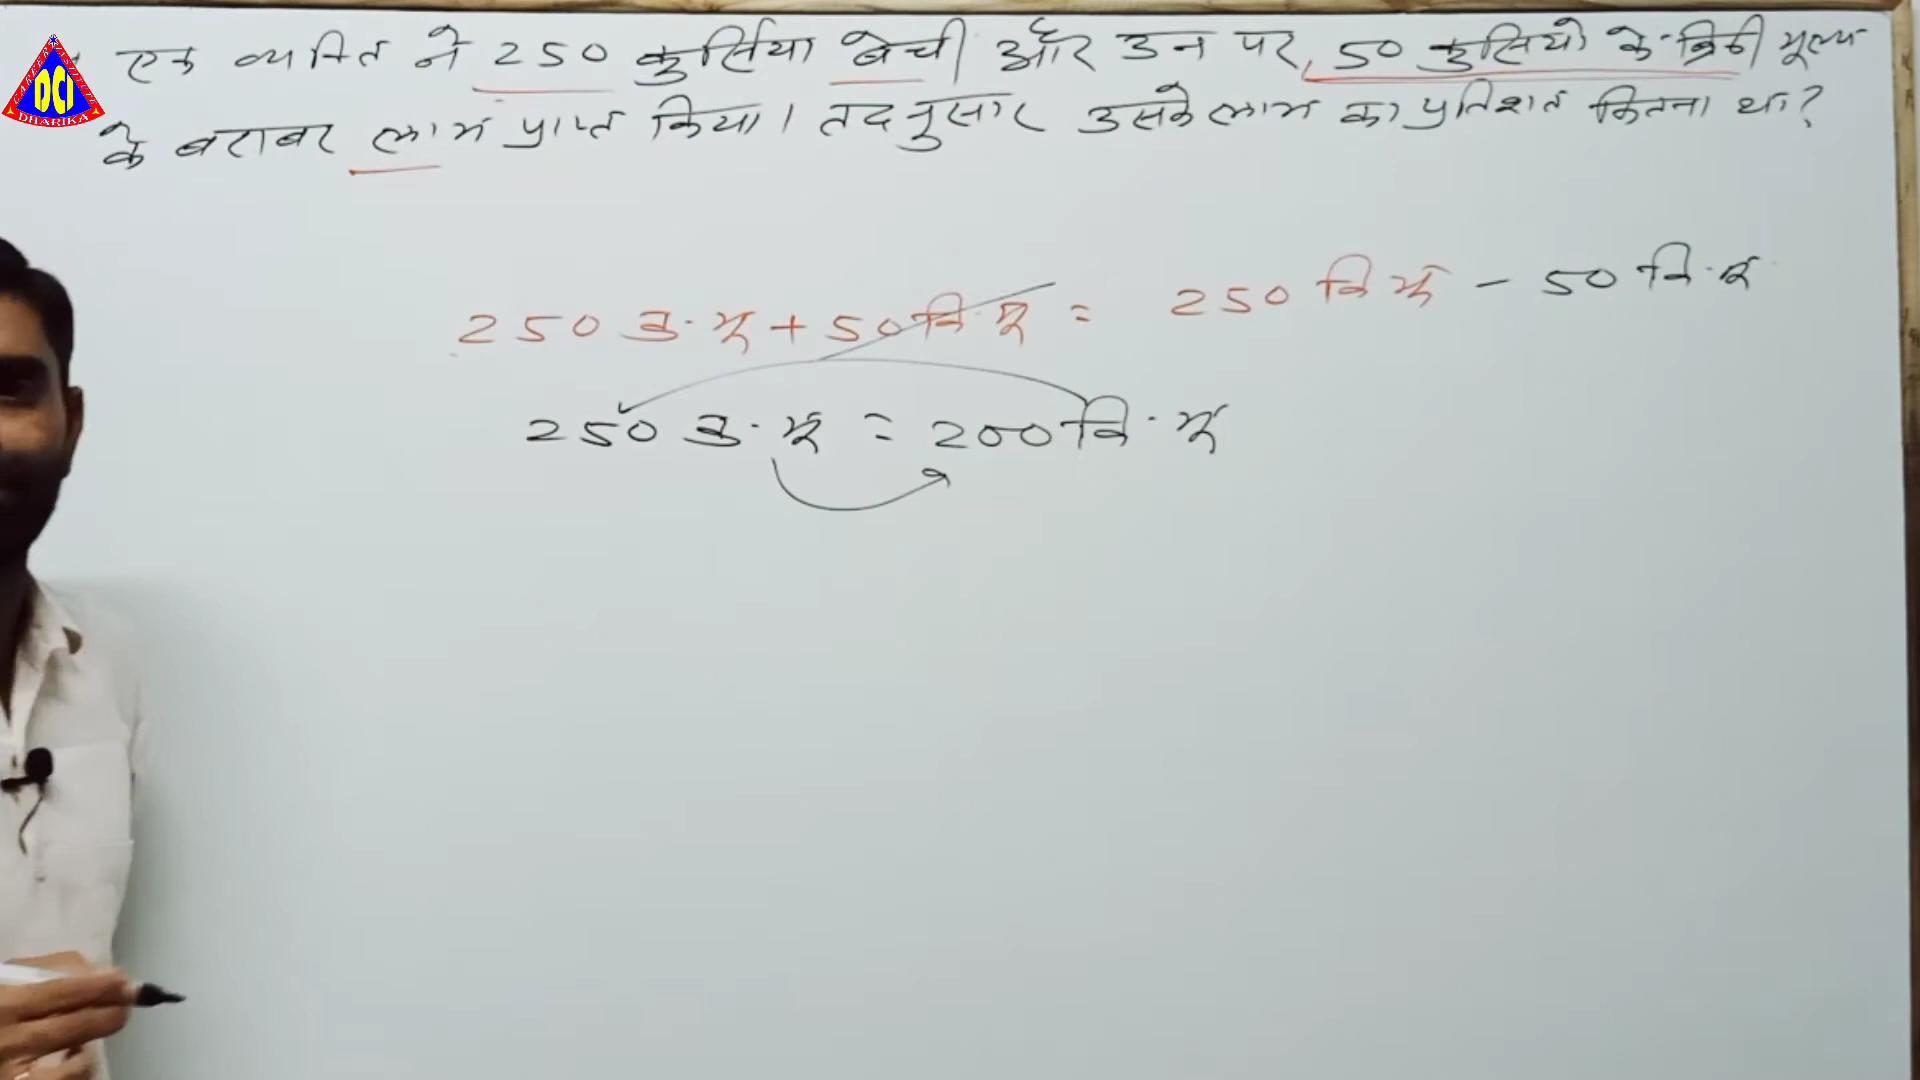 एक व्यक्ति ने 250 कुर्सिया बेची और उन पर, 50 कुर्सियो के विक्री मूल्य
के बराबर लाभ प्राप्त किया। तदनुसार उसके लाभ का प्रतिशत कितना था?
250 क्र.मू + 50 वि.मू = 250 वि मू - 50 वि.मू
250 क्र.मू = 200 वि.मू
DCI
DHARIKA